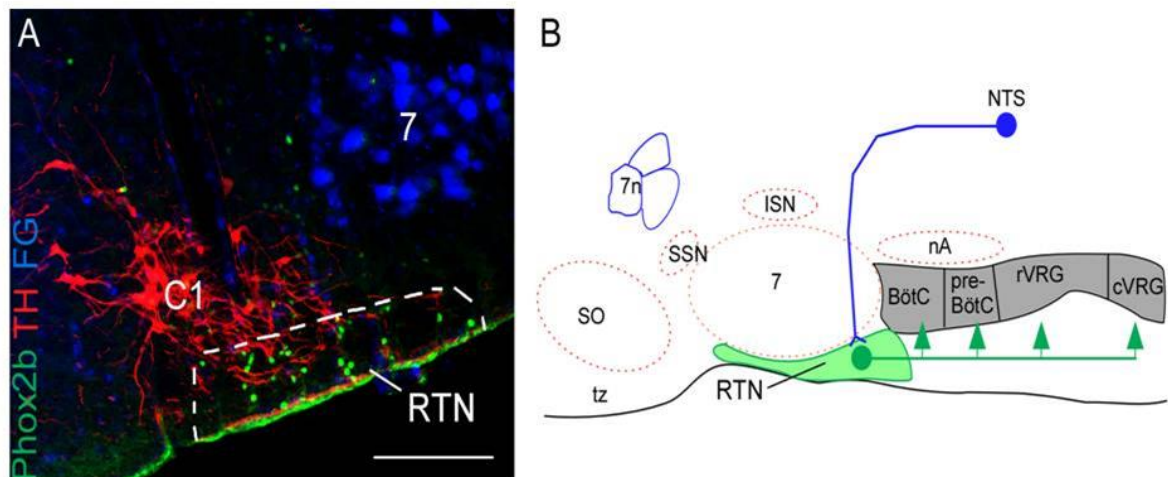 A
7
C1
RTN
Phox2b TH FG
B
NTS
7n
ISN
SSN
nA
7
SO
BötC
pre-
BötC
rVRG
cVRG
RTN
tz